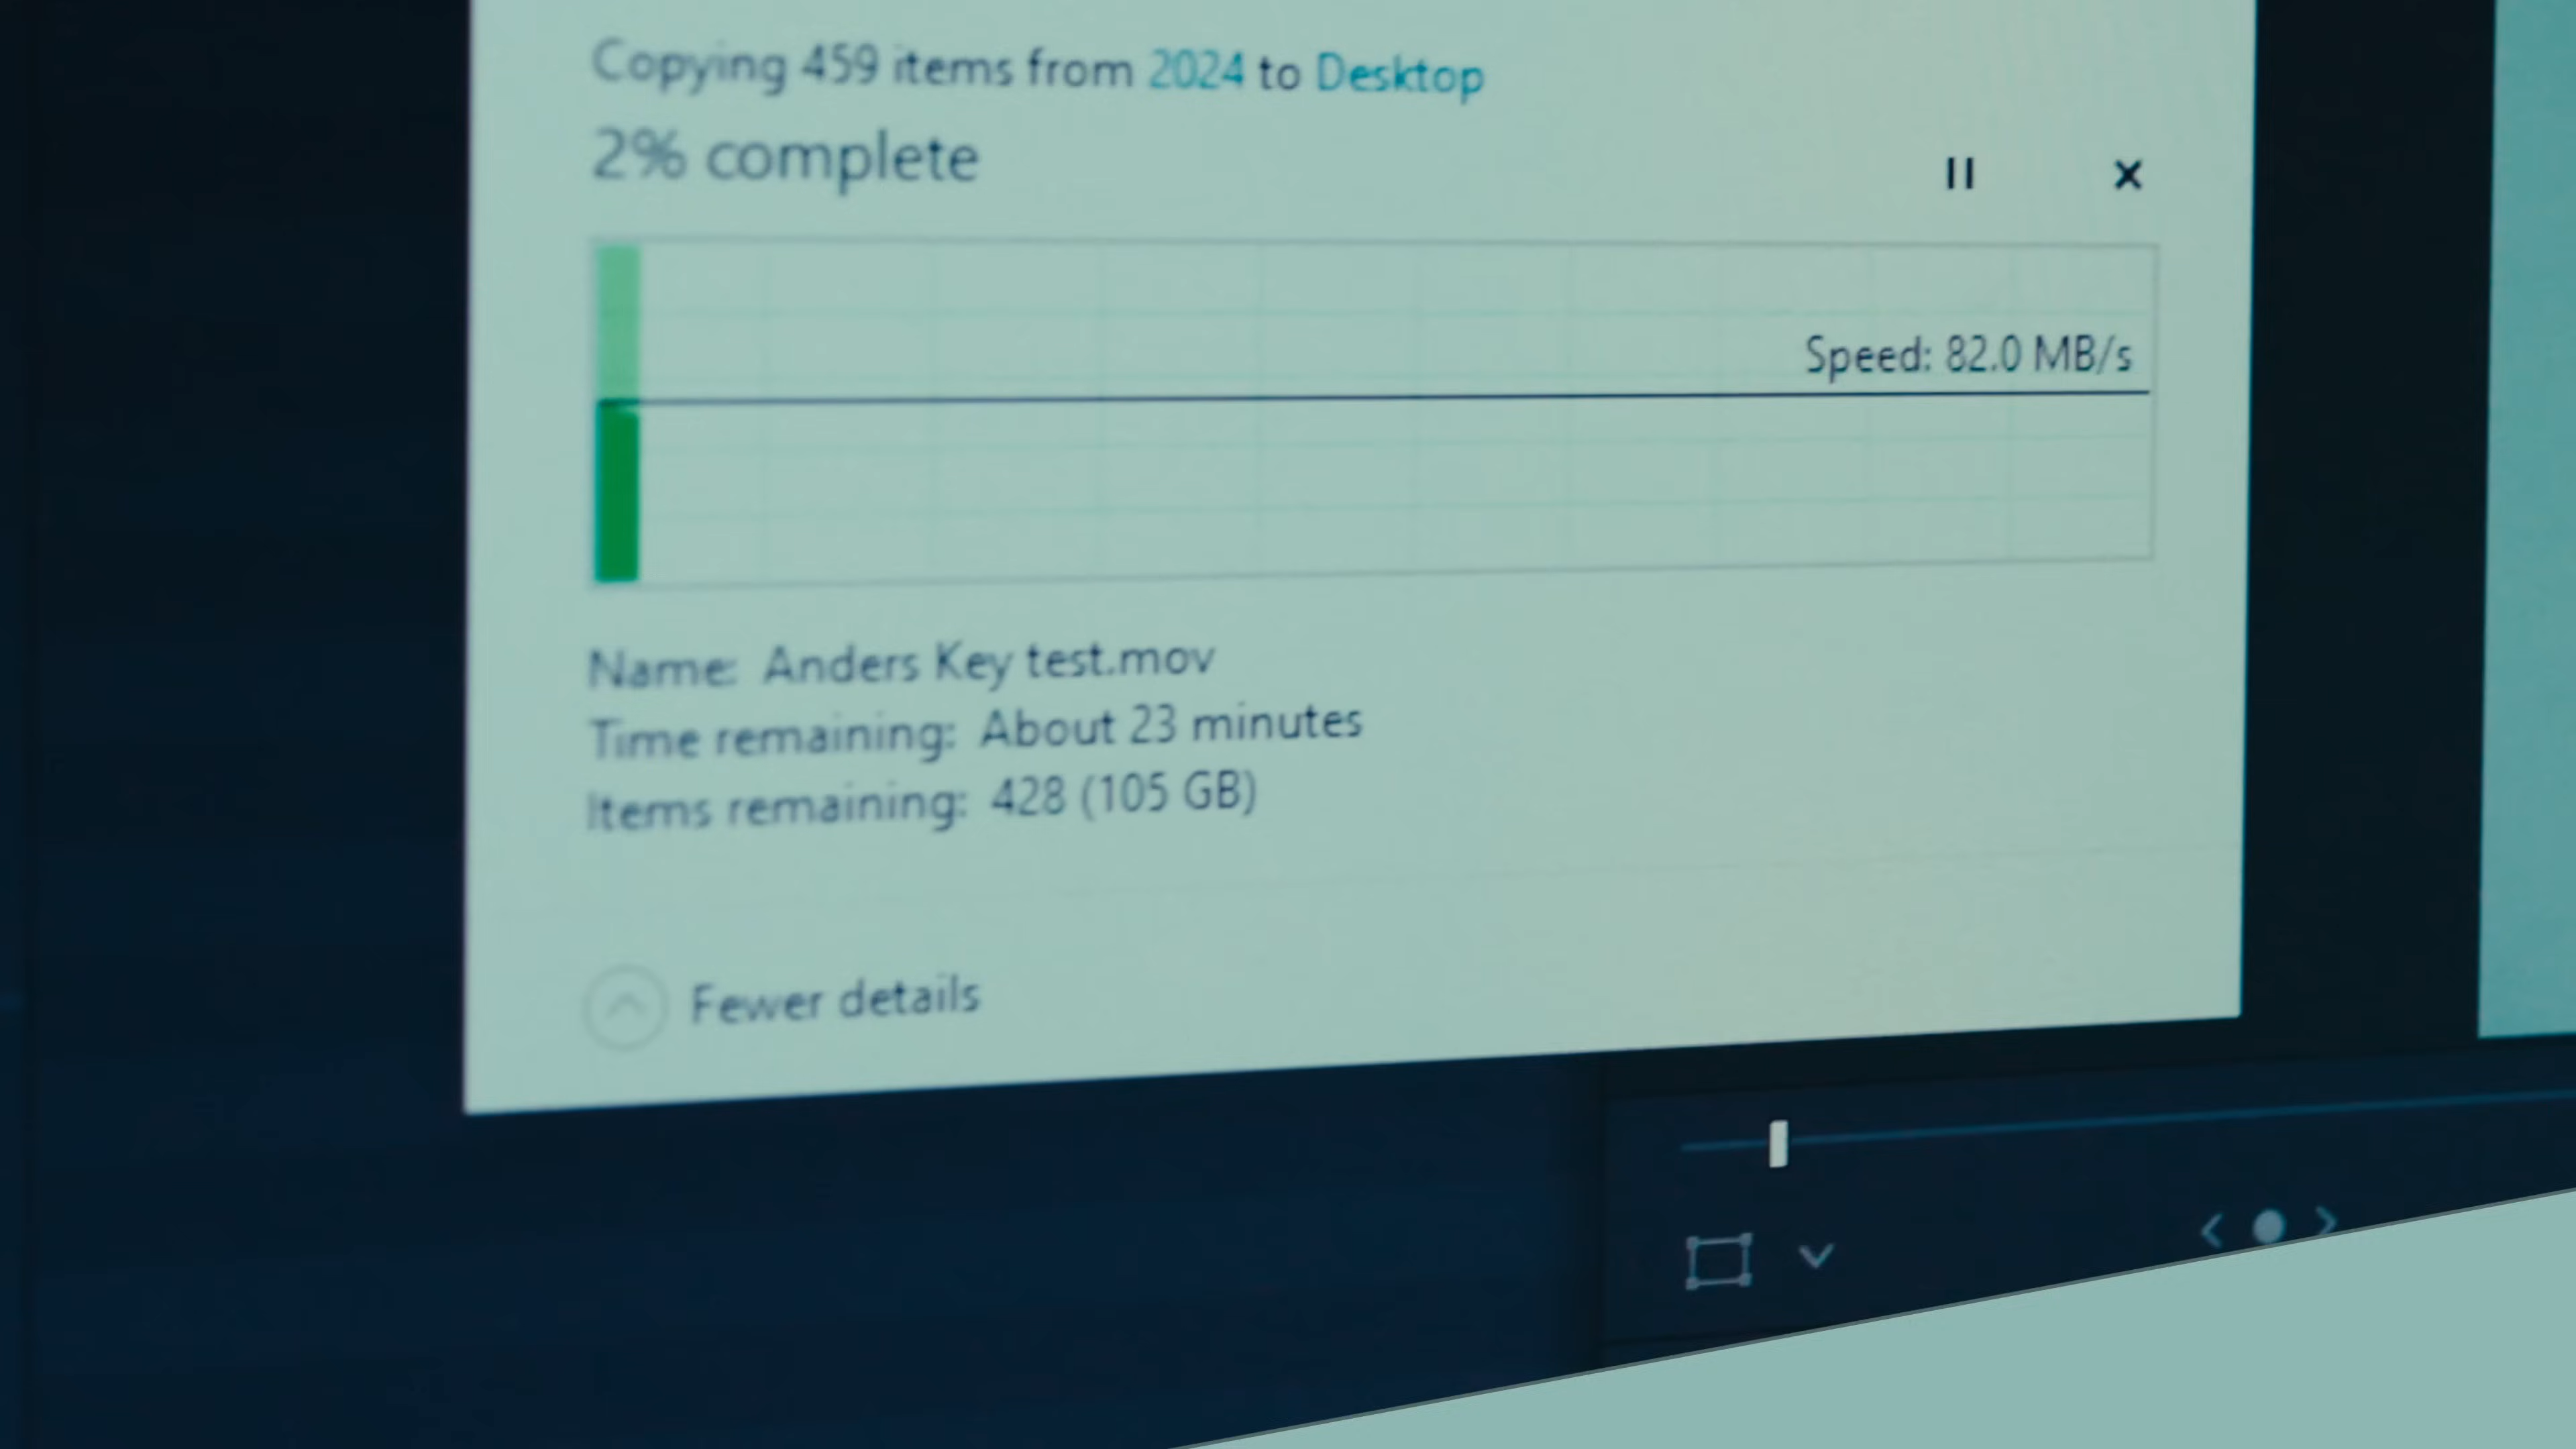 Copying 459 items from 2024 to Desktop
2% complete
Speed: 82.0 MB/s
Name: Anders Key test.mov
Time remaining: About 23 minutes
Items remaining: 428 (105 GB)
Fewer details